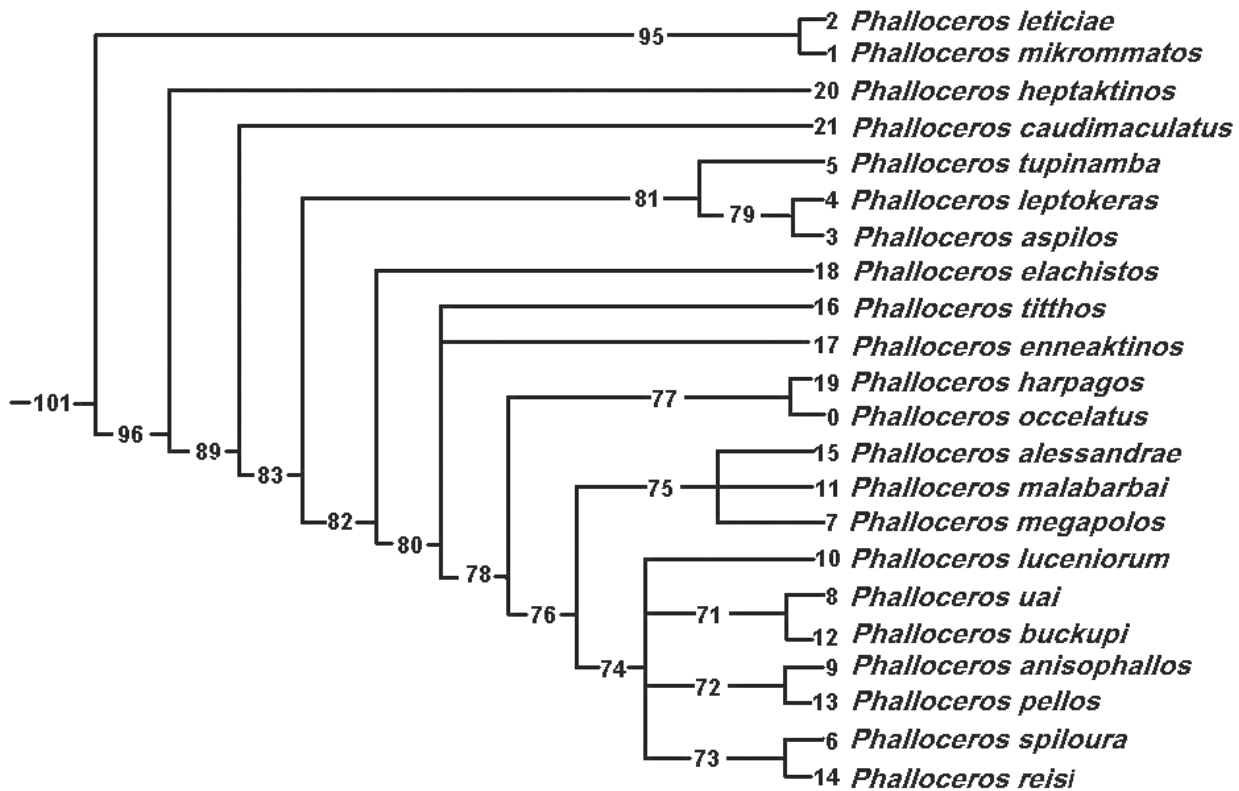 95
2 Phalloceros leticiae
1 Phalloceros mikrommatos
20 Phalloceros heptaktinos
21 Phalloceros caudimaculatus
5 Phalloceros tupinamba
81
4 Phalloceros leptokeras
79
3 Phalloceros aspilos
18 Phalloceros elachistos
16 Phalloceros titthos
17 Phalloceros enneaktinos
19 Phalloceros harpagos
77
0 Phalloceros occelatus
101
96
89
83
82
80
78
76
15 Phalloceros alessandrae
75
11 Phalloceros malabarbai
7 Phalloceros megapolos
10 Phalloceros luceniorum
8 Phalloceros uai
71
12 Phalloceros buckupi
74
9 Phalloceros anisophallos
72
13 Phalloceros pellos
6 Phalloceros spiloura
73
14 Phalloceros reisi